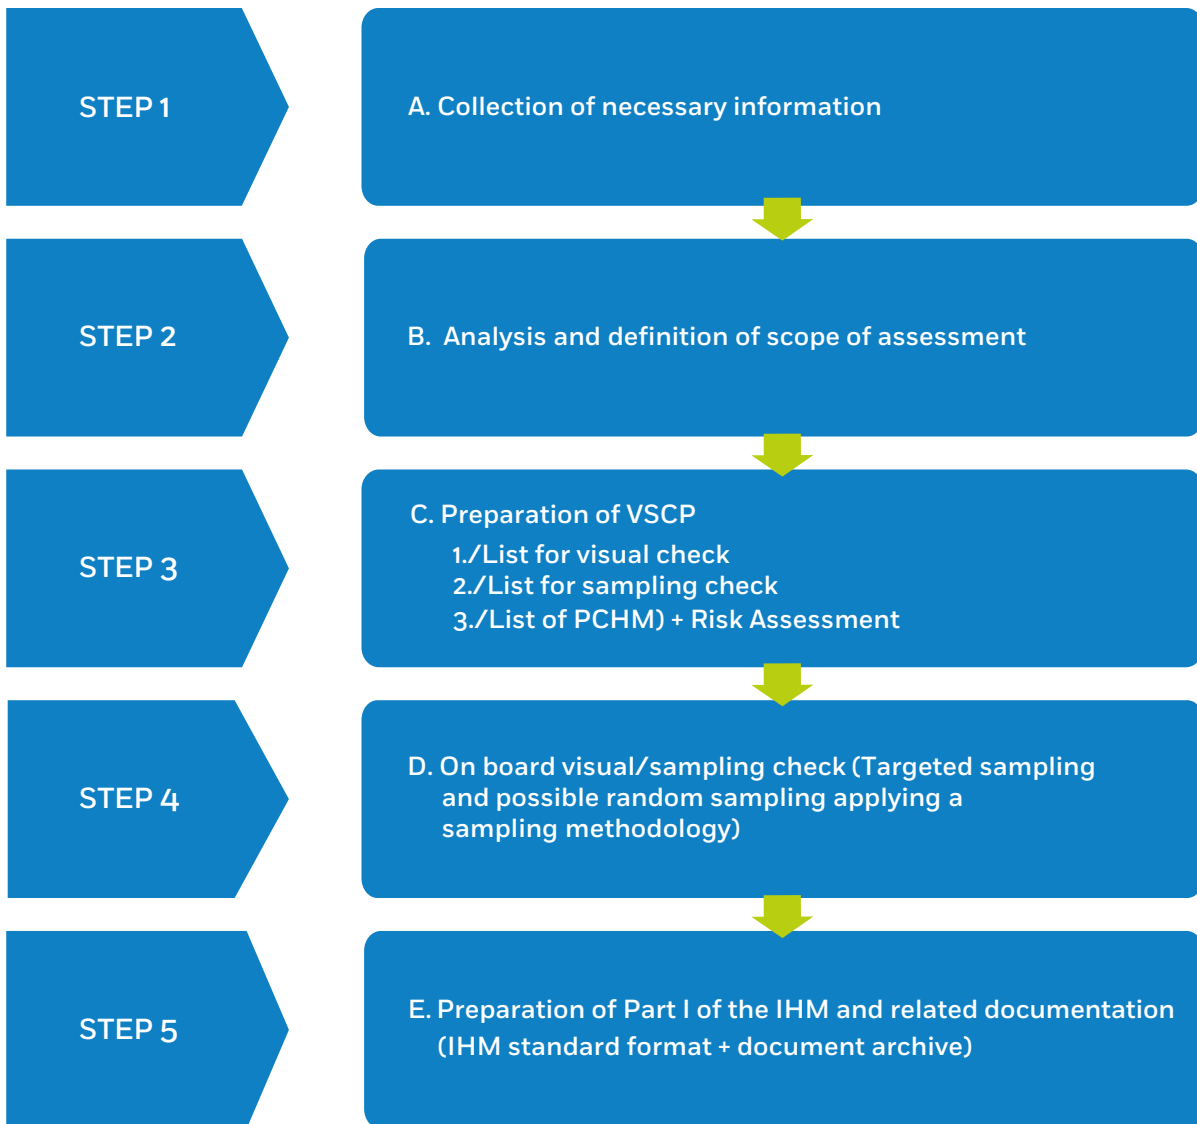 STEP 1
A. Collection of necessary information
STEP 2
B. Analysis and definition of scope of assessment
STEP 3
C. Preparation of VSCP
1./List for visual check
2./List for sampling check
3./List of PCHM) + Risk Assessment
STEP 4
D. On board visual/sampling check (Targeted sampling
and possible random sampling applying a
sampling methodology)
STEP 5
E. Preparation of Part I of the IHM and related documentation
(IHM standard format + document archive)